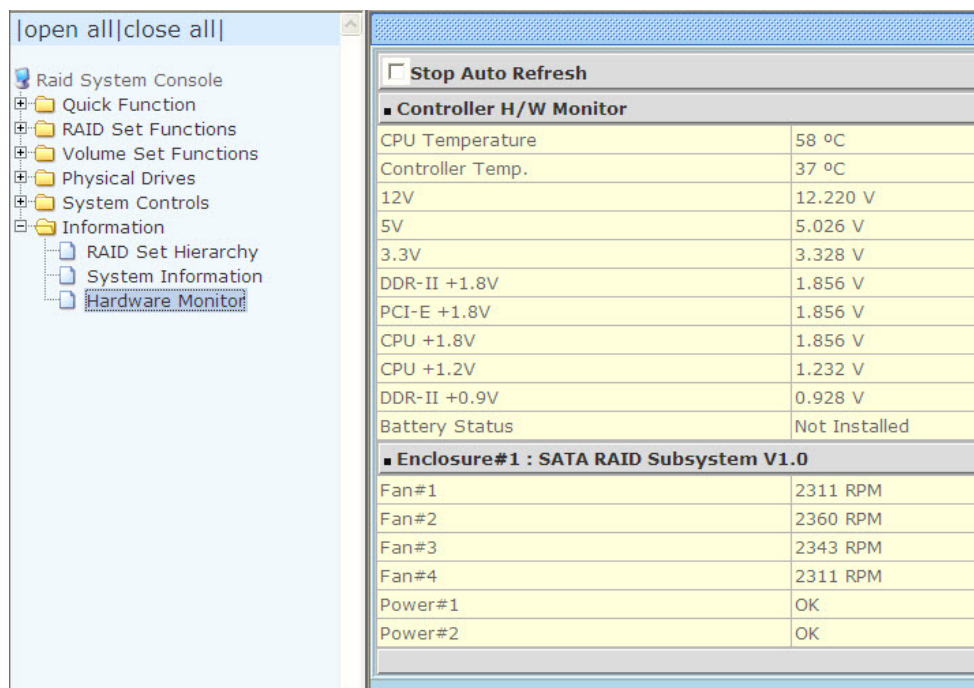 |open all|close all|
Raid System Console
Quick Function
RAID Set Functions
Volume Set Functions
Physical Drives
System Controls
Information
RAID Set Hierarchy
System Information
Hardware Monitor
Stop Auto Refresh
Controller H/W Monitor
CPU Temperature 58 ºC
Controller Temp. 37 ºC
12V 12.220 V
5V 5.026 V
3.3V 3.328 V
DDR-II +1.8V 1.856 V
PCI-E +1.8V 1.856 V
CPU +1.8V 1.856 V
CPU +1.2V 1.232 V
DDR-II +0.9V 0.928 V
Battery Status Not Installed
Enclosure#1 : SATA RAID Subsystem V1.0
Fan#1 2311 RPM
Fan#2 2360 RPM
Fan#3 2343 RPM
Fan#4 2311 RPM
Power#1 OK
Power#2 OK